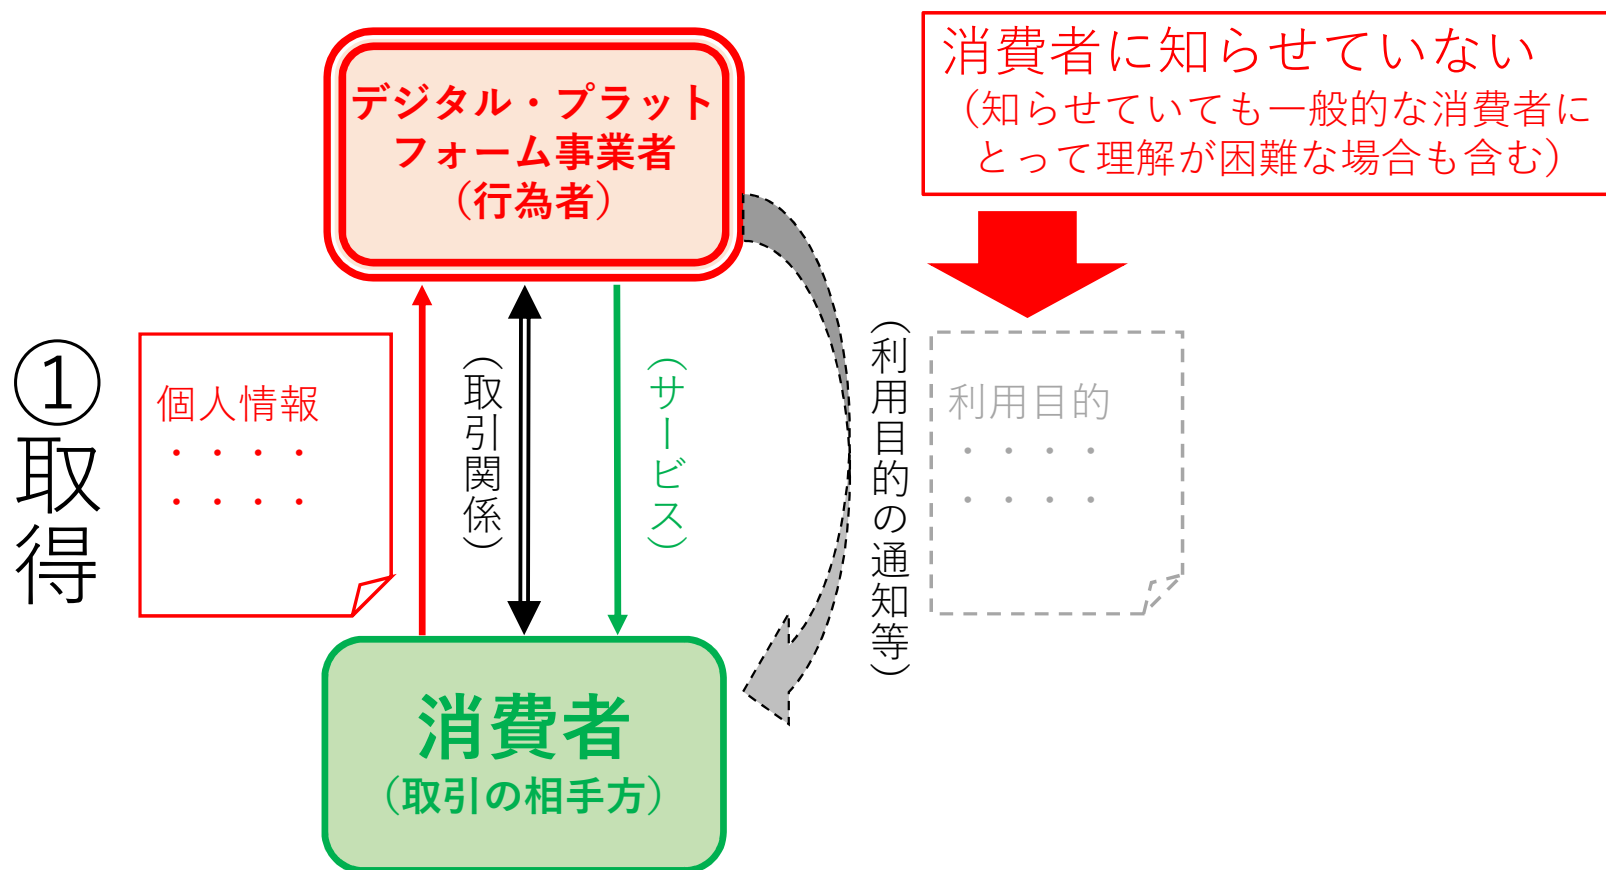 デジタル・プラット
フォーム事業者
（行為者）
消費者に知らせていない
（知らせていても一般的な消費者に
とって理解が困難な場合も含む）
①取得
個人情報
・・・・
・・・・
（取引関係）
（サービス）
（利用目的の通知等）
利用目的
・・・・
・・・・
消費者
（取引の相手方）